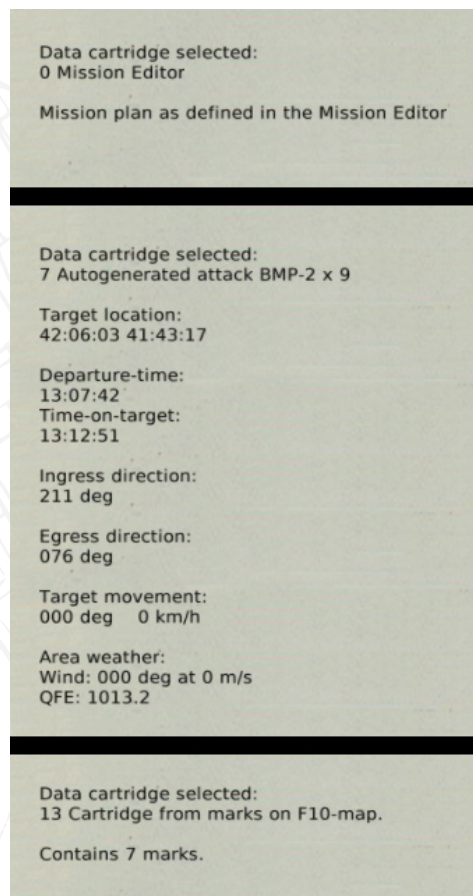 Data cartridge selected:
0 Mission Editor
Mission plan as defined in the Mission Editor
Data cartridge selected:
7 Autogenerated attack BMP-2 x 9
Target location:
42:06:03 41:43:17
Departure-time:
13:07:42
Time-on-target:
13:12:51
Ingress direction:
211 deg
Egress direction:
076 deg
Target movement:
000 deg 0 km/h
Area weather:
Wind: 000 deg at 0 m/s
QFE: 1013.2
Data cartridge selected:
13 Cartridge from marks on F10-map.
Contains 7 marks.